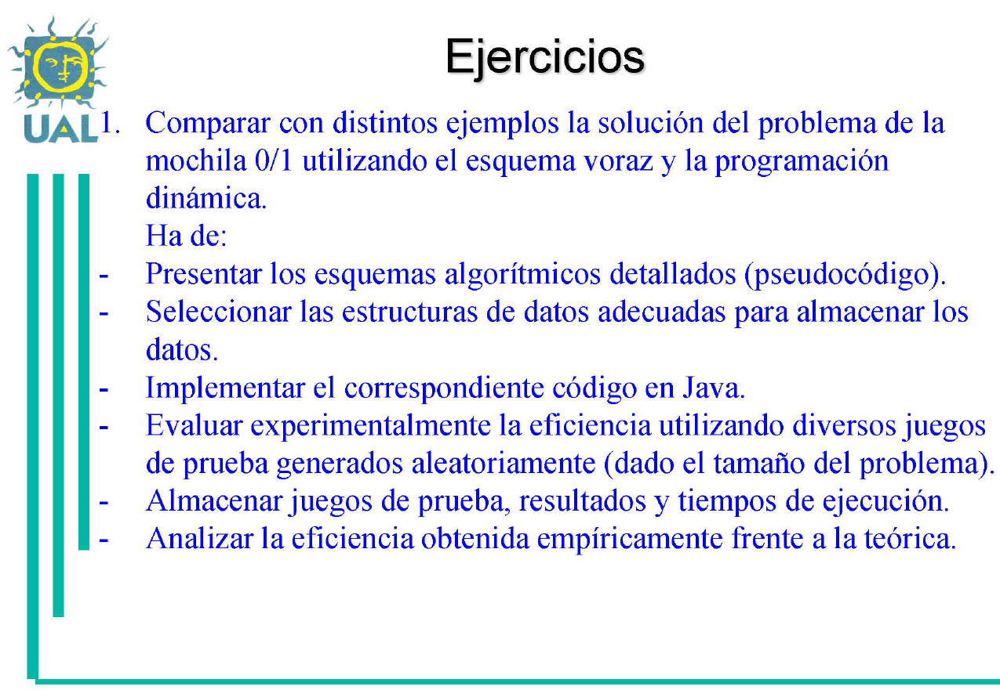 Ejercicios
UAL
1. Comparar con distintos ejemplos la solución del problema de la
mochila 0/1 utilizando el esquema voraz y la programación
dinámica.
Ha de:
- Presentar los esquemas algorítmicos detallados (pseudocódigo).
- Seleccionar las estructuras de datos adecuadas para almacenar los
datos.
- Implementar el correspondiente código en Java.
- Evaluar experimentalmente la eficiencia utilizando diversos juegos
de prueba generados aleatoriamente (dado el tamaño del problema).
- Almacenar juegos de prueba, resultados y tiempos de ejecución.
- Analizar la eficiencia obtenida empíricamente frente a la teórica.